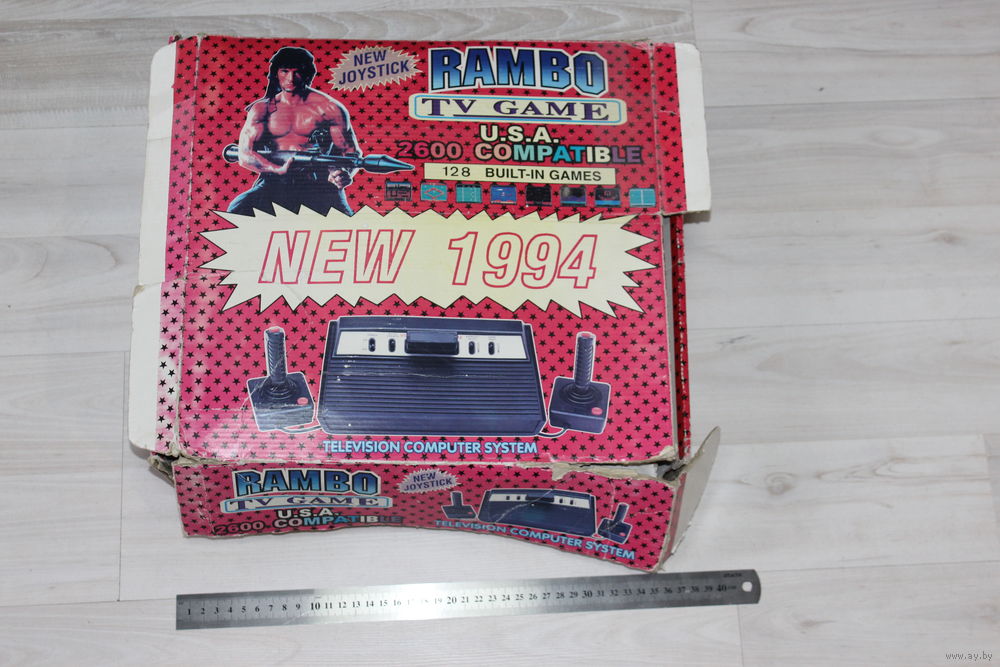 NEW
JOYSTICK
RAMBO
TV GAME
U.S.A.
2600 COMPATIBLE
128 BUILT-IN GAMES
NEW 1994
TELEVISION COMPUTER SYSTEM
RAMBO
TV GAME
U.S.A.
2600 COMPATIBLE
NEW
JOYSTICK
TELEVISION COMPUTER SYSTEM
1 2 3 4 5 6 7 8 9 10 11 12 13 14 15 16 17 18 19 20 21 22 23 24 25 26 27 28 29 30 31 32 33 34 35 36 37 38 39 40
www.ay.by